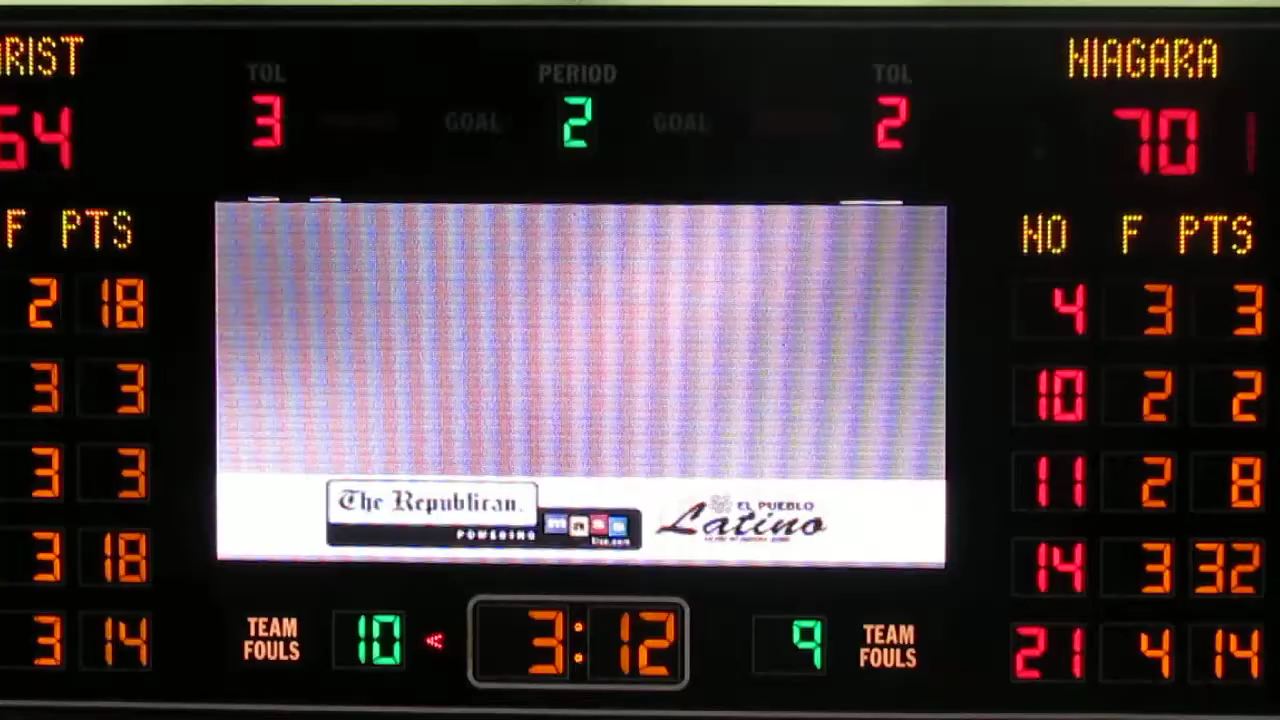 RIST TOL PERIOD TOL NIAGARA
64 3 GOAL 2 GOAL 2 70
F PTS NO F PTS
2 18 4 3 3
3 3 10 2 2
3 3 11 2 8
3 18 14 3 32
3 14 21 4 14
The Republican.
POWERING
EL PUEBLO
Latino
TEAM FOULS 10 < 3:12 9 TEAM FOULS